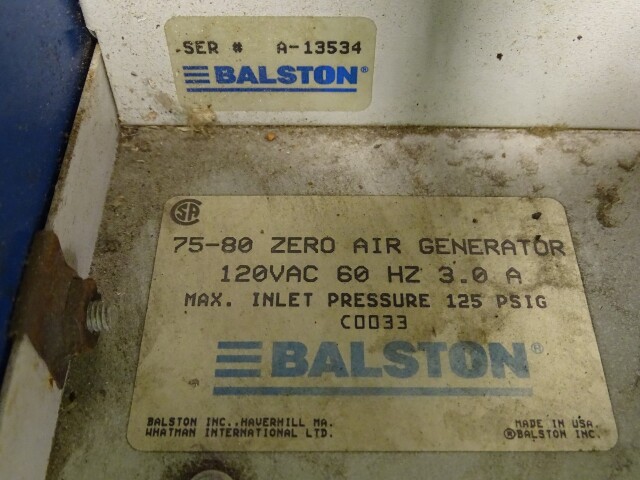 SER # A-13534
BALSTON®
SA
75-80 ZERO AIR GENERATOR
120VAC 60 HZ 3.0 A
MAX. INLET PRESSURE 125 PSIG
C0033
BALSTON®
BALSTON INC., HAVERHILL MA.
WHATMAN INTERNATIONAL LTD.
MADE IN USA.
®BALSTON INC.